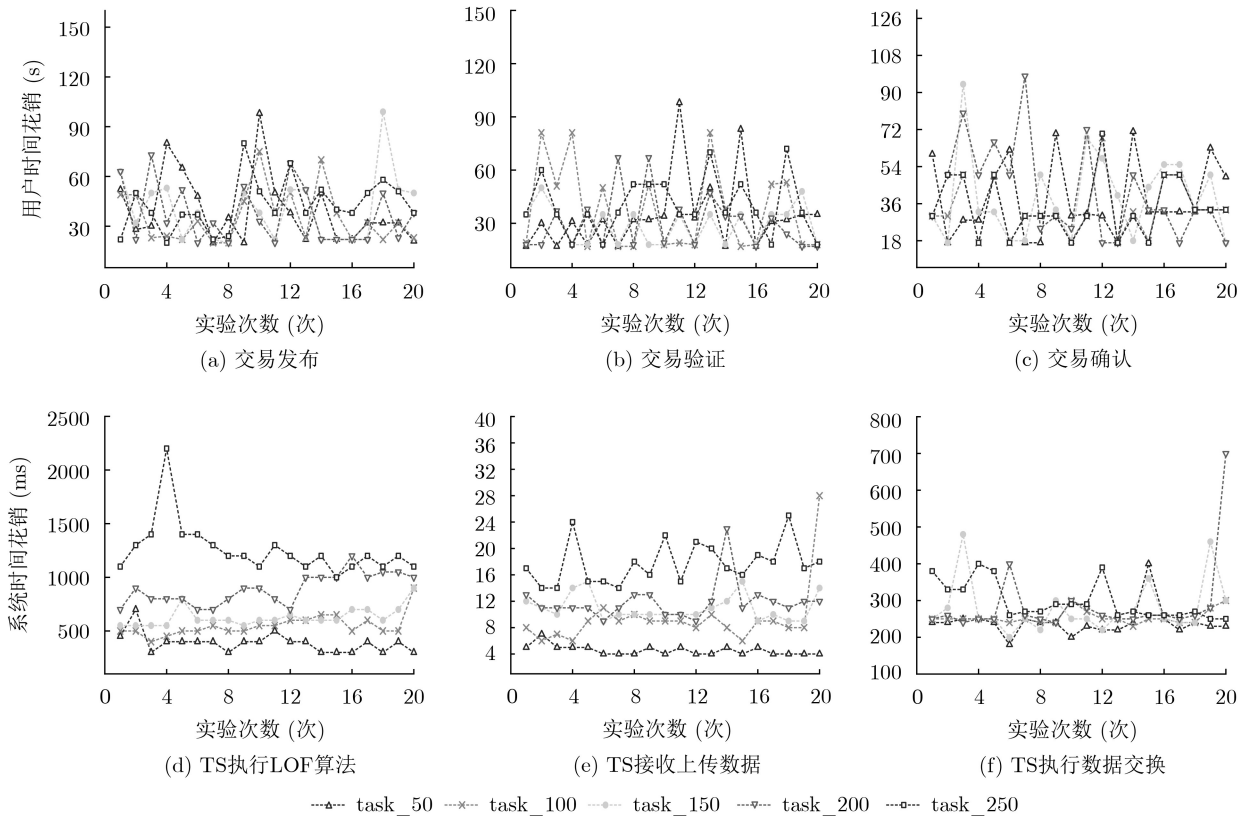 用户时间花销 (s)
150
120
90
60
30
0 4 8 12 16 20
实验次数 (次)
(a) 交易发布
150
120
90
60
30
0 4 8 12 16 20
实验次数 (次)
(b) 交易验证
126
108
90
72
54
36
18
0 4 8 12 16 20
实验次数 (次)
(c) 交易确认
系统时间花销 (ms)
2500
2000
1500
1000
500
0 4 8 12 16 20
实验次数 (次)
(d) TS执行LOF算法
40
36
32
28
24
20
16
12
8
4
0 4 8 12 16 20
实验次数 (次)
(e) TS接收上传数据
800
700
600
500
400
300
200
100
0 4 8 12 16 20
实验次数 (次)
(f) TS执行数据交换
task_50 task_100 task_150 task_200 task_250